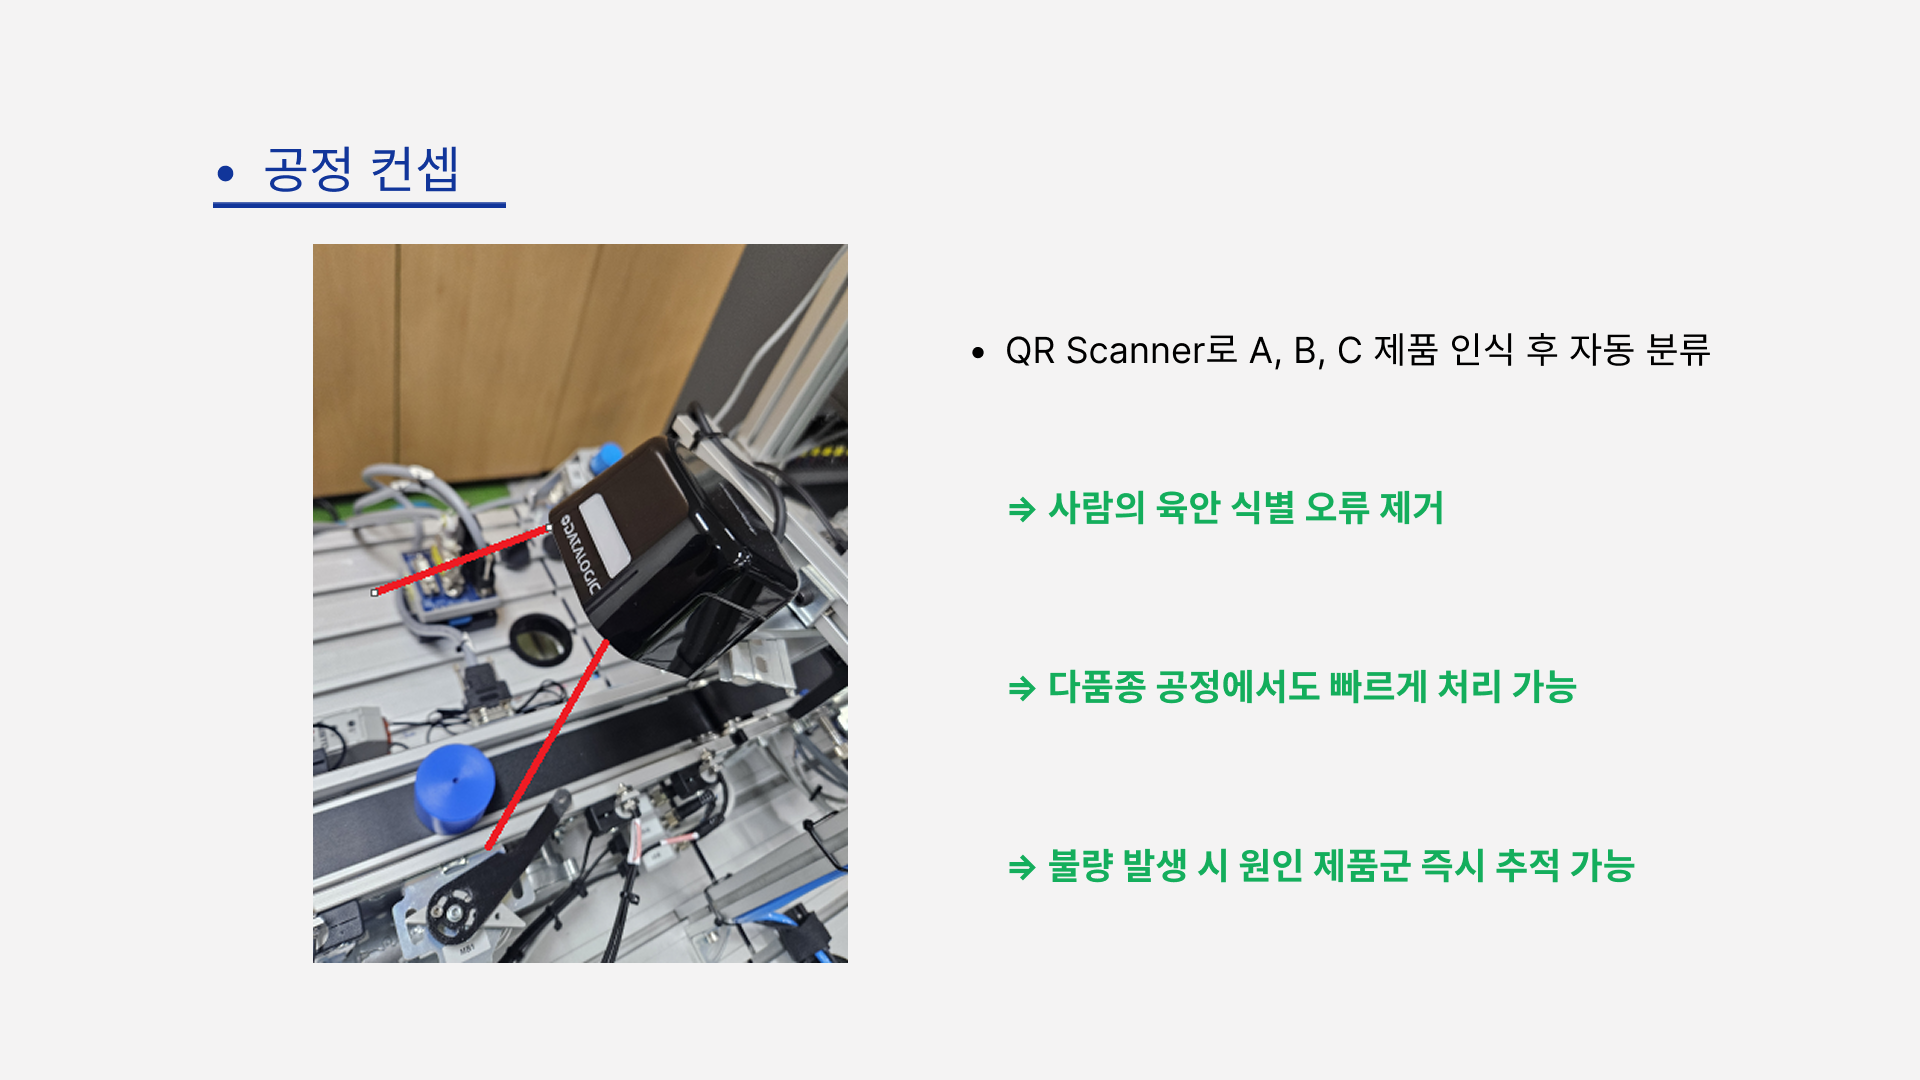 • 공정 컨셉
DATALOGIC
• QR Scanner로 A, B, C 제품 인식 후 자동 분류
⇒ 사람의 육안 식별 오류 제거
⇒ 다품종 공정에서도 빠르게 처리 가능
⇒ 불량 발생 시 원인 제품군 즉시 추적 가능